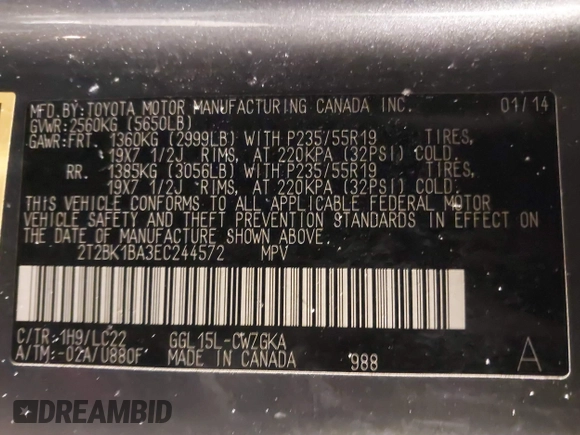 MFD.BY:TOYOTA MOTOR MANUFACTURING CANADA INC. 01/14
GVWR:2560KG (5650LB)
GAWR:FRT. 1360KG (2999LB) WITH P235/55R19 TIRES,
19X7 1/2J RIMS, AT 220KPA (32PSI) COLD.
RR. 1385KG (3056LB) WITH P235/55R19 TIRES,
19X7 1/2J RIMS, AT 220KPA (32PSI) COLD.
THIS VEHICLE CONFORMS TO ALL APPLICABLE FEDERAL MOTOR
VEHICLE SAFETY AND THEFT PREVENTION STANDARDS IN EFFECT ON
THE DATE OF MANUFACTURE SHOWN ABOVE.
2T2BK1BA3EC244572 MPV
C/TR:1H9/LC22 GGL15L-CWZGKA
A/TM:-02A/U880F MADE IN CANADA 988 A
DREAMBID